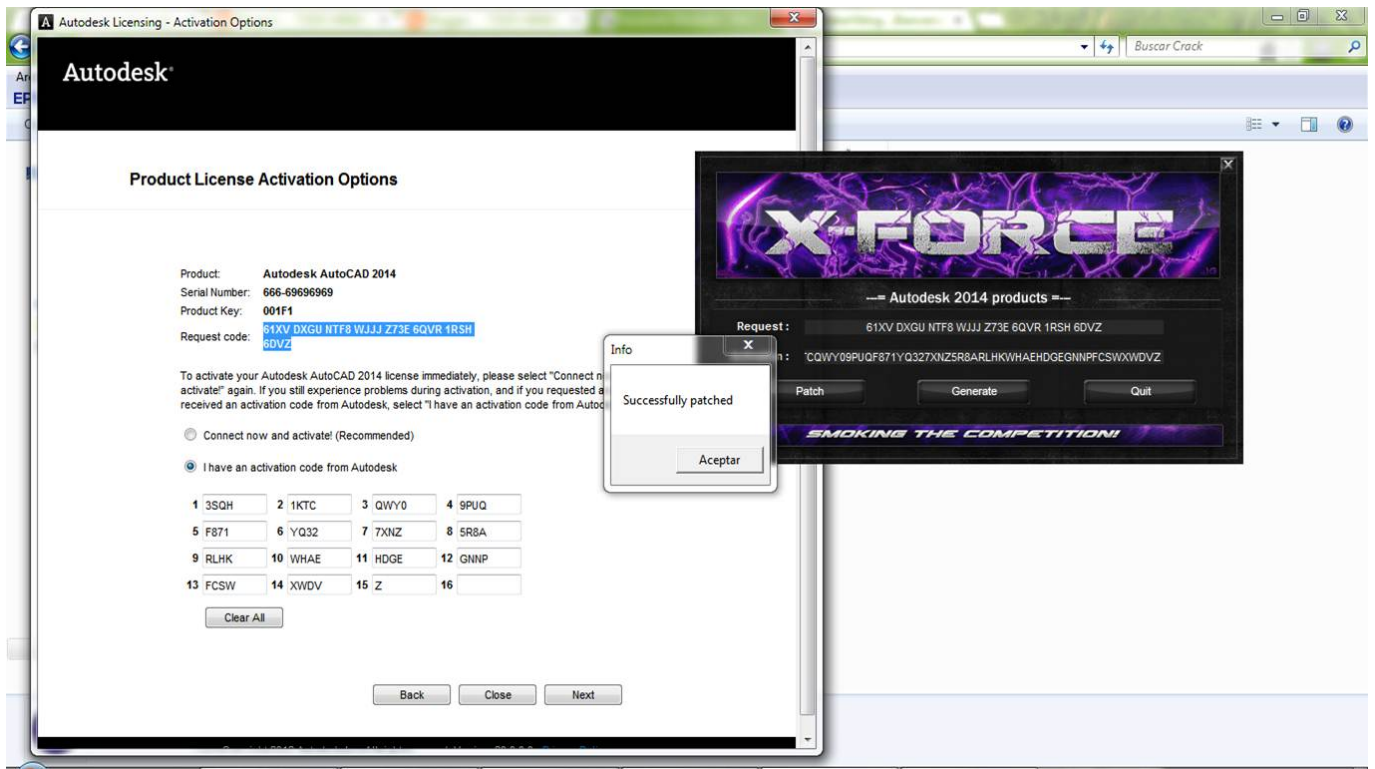 Autodesk Licensing - Activation Options
Buscar Crack
Autodesk
Product License Activation Options
Product: Autodesk AutoCAD 2014
Serial Number: 666-69696969
Product Key: 001F1
Request code: 61XV DXGU NTF8 WJJJ Z73E 6QVR 1RSH
6DVZ
To activate your Autodesk AutoCAD 2014 license immediately, please select "Connect n
activate!" again. If you still experience problems during activation, and if you requested a
received an activation code from Autodesk, select "I have an activation code from Autod
Connect now and activate! (Recommended)
I have an activation code from Autodesk
1 3SQH 2 1KTC 3 QWY0 4 9PUQ
5 F871 6 YQ32 7 7XNZ 8 5R8A
9 RLHK 10 WHAE 11 HDGE 12 GNNP
13 FCSW 14 XWDV 15 Z 16
Clear All
Back Close Next
X-FORCE
---= Autodesk 2014 products =---
Request: 61XV DXGU NTF8 WJJJ Z73E 6QVR 1RSH 6DVZ
n: TCQWY09PUQF871YQ327XNZ5R8ARLHKWHAEHDGEGNNPFCSWXWDVZ
Patch Generate Quit
SMOKING THE COMPETITION!
Info
Successfully patched
Aceptar